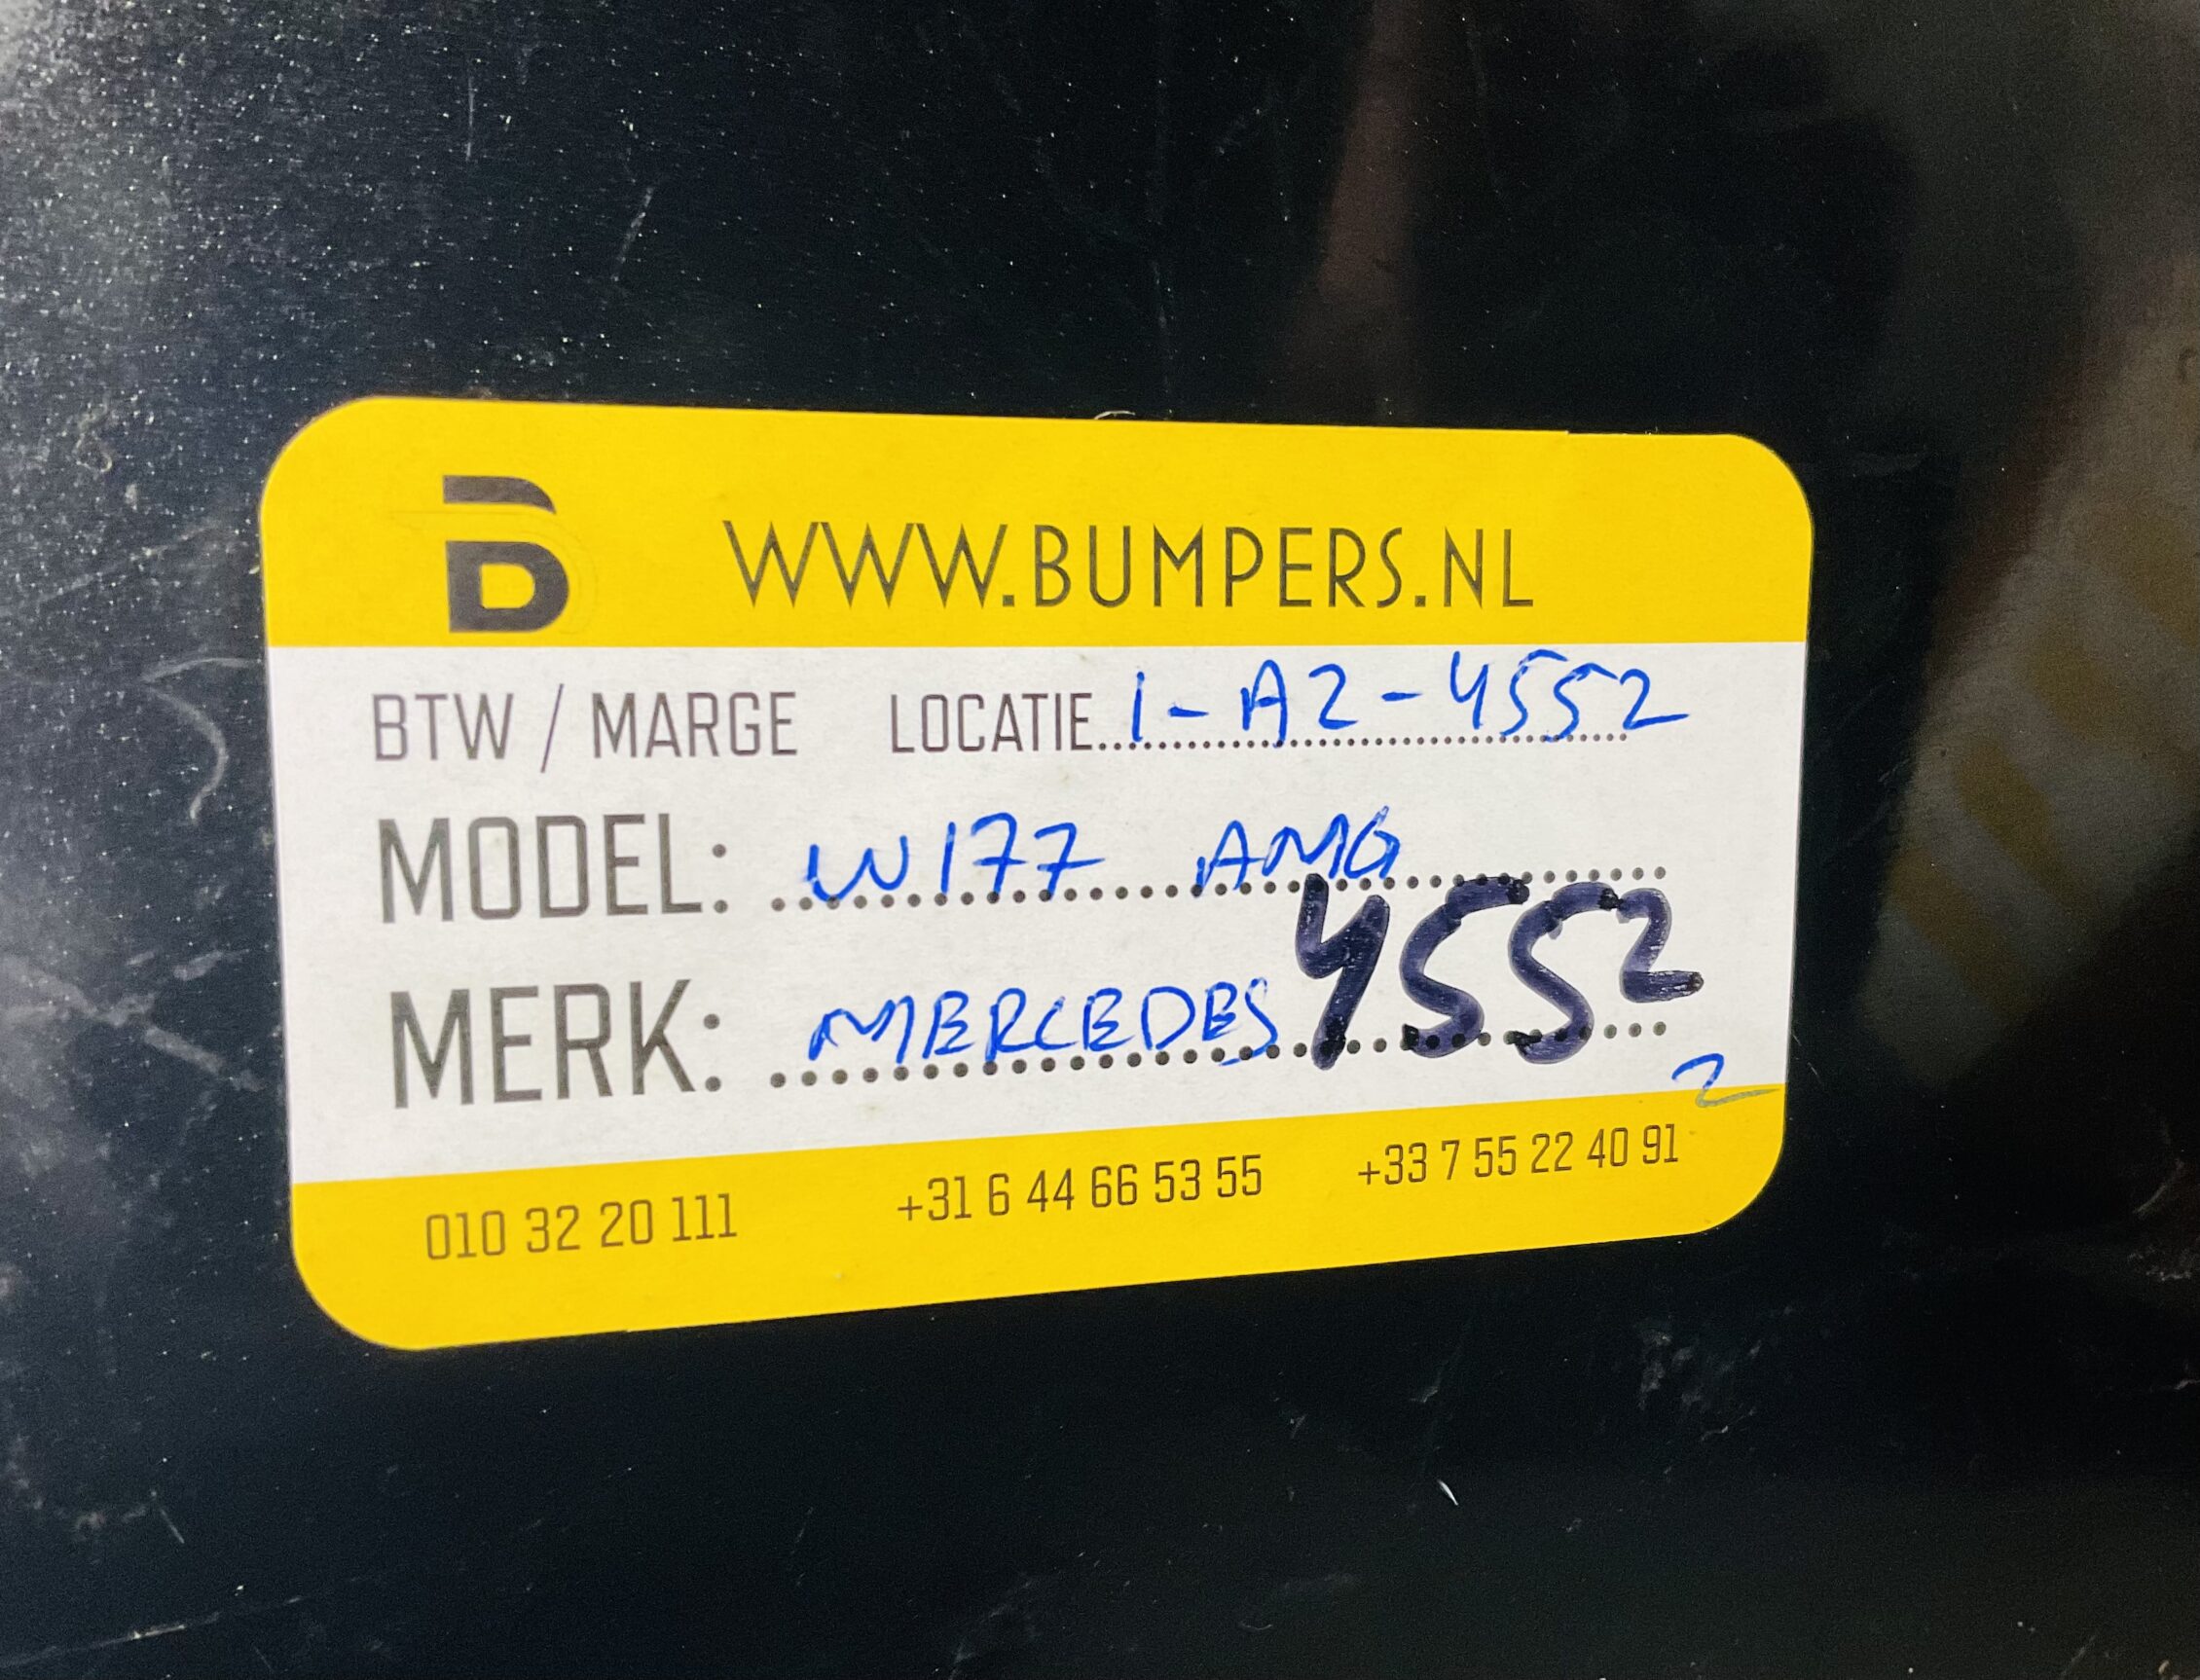 B WWW.BUMPERS.NL
BTW / MARGE LOCATIE 1-A2-4552
MODEL: W177 AMG
4552
MERK: MERCEDES
2
010 32 20 111 +31 6 44 66 53 55 +33 7 55 22 40 91